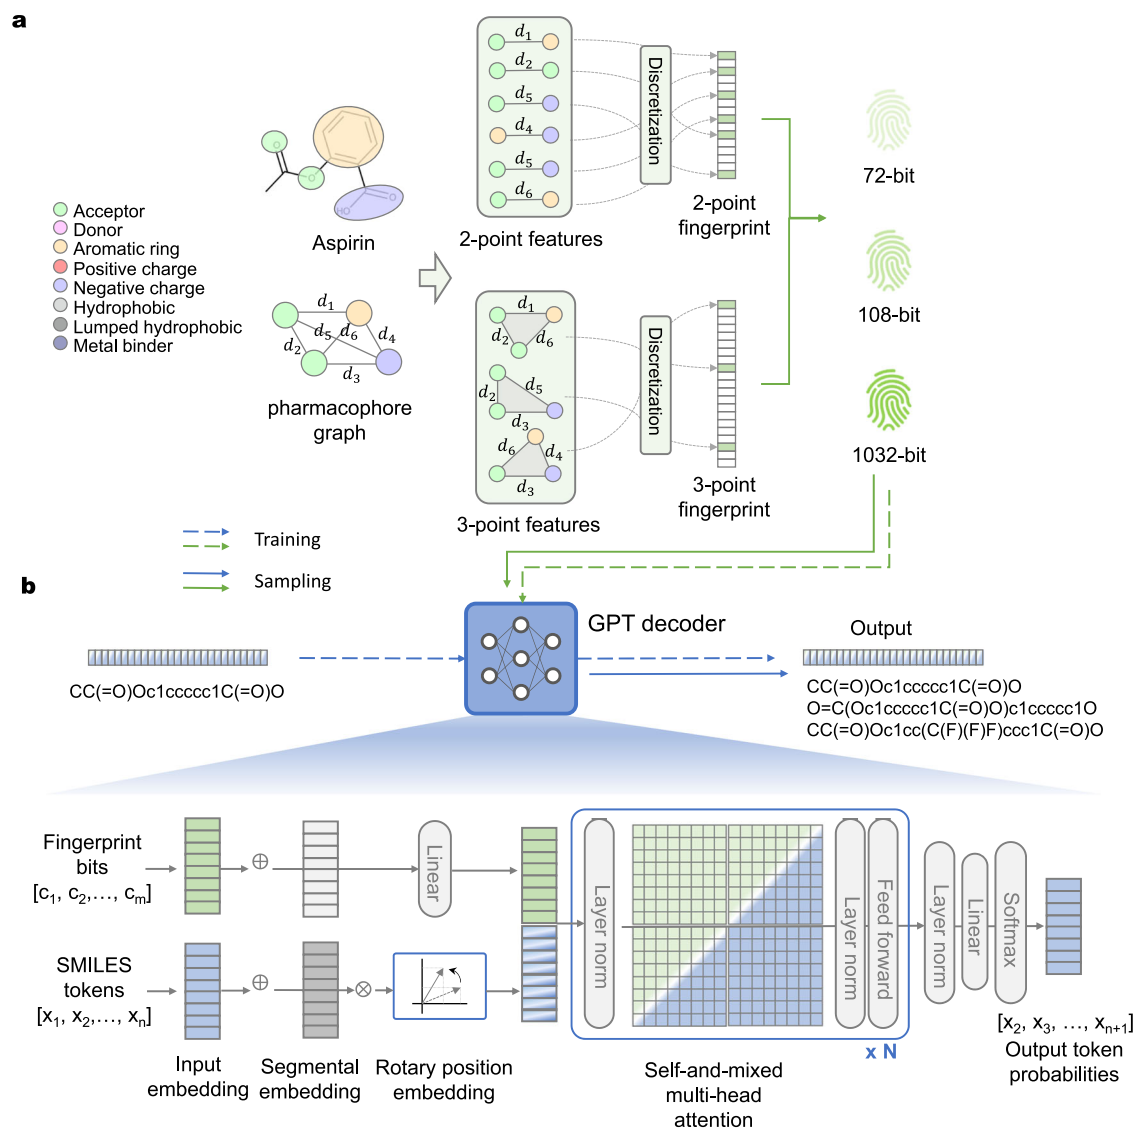 a
Acceptor
Donor
Aromatic ring
Positive charge
Negative charge
Hydrophobic
Lumped hydrophobic
Metal binder
O
O
HO
O
Aspirin
d1
d2
d5
d6
d4
d3
pharmacophore
graph
d1
d2
d5
d4
d5
d6
2-point features
Discretization
2-point
fingerprint
d1
d2
d6
d5
d2
d3
d6
d4
d3
3-point features
Discretization
3-point
fingerprint
72-bit
108-bit
1032-bit
Training
Sampling
b
GPT decoder
Output
CC(=O)Oc1ccccc1C(=O)O
CC(=O)Oc1ccccc1C(=O)O
O=C(Oc1ccccc1C(=O)O)c1ccccc1O
CC(=O)Oc1cc(C(F)(F)F)ccc1C(=O)O
Fingerprint
bits
[c1, c2,…, cm]
Linear
SMILES
tokens
[x1, x2,…, xn]
Input
embedding
Segmental
embedding
Rotary position
embedding
Layer norm
Layer norm
Feed forward
x N
Self-and-mixed
multi-head
attention
Layer norm
Linear
Softmax
[x2, x3, …, xn+1]
Output token
probabilities